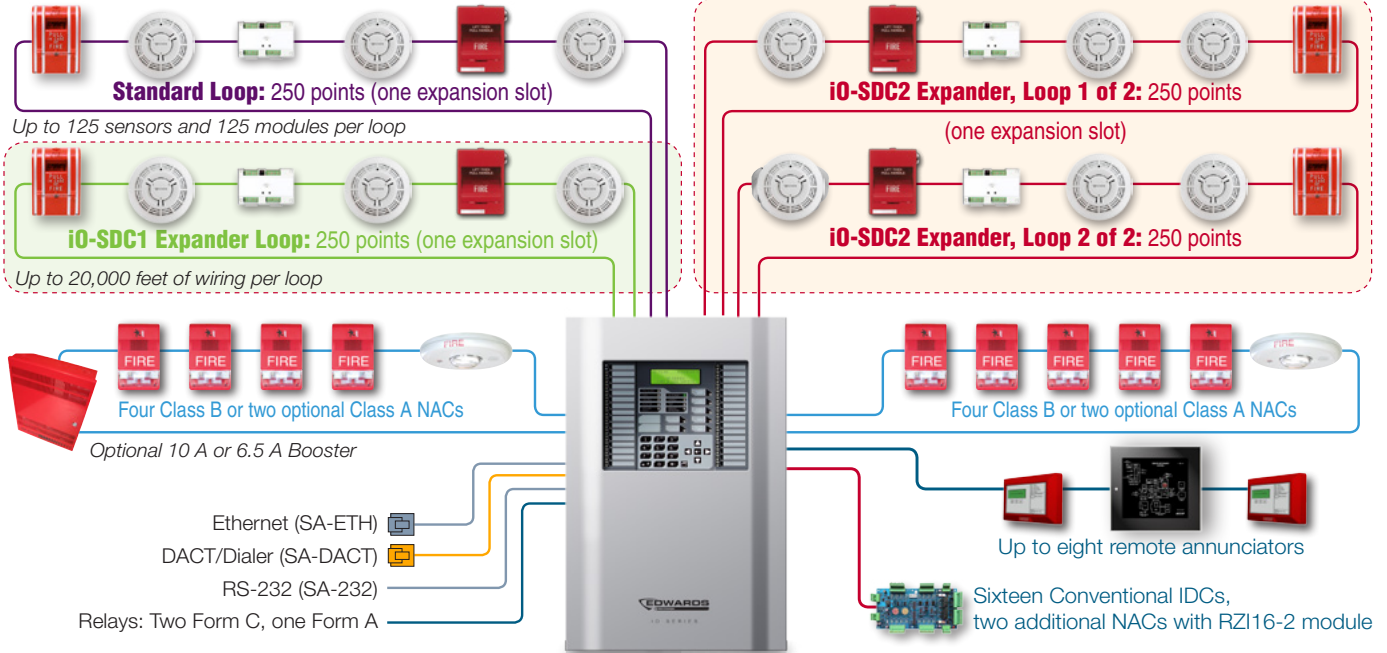 Standard Loop: 250 points (one expansion slot)
Up to 125 sensors and 125 modules per loop
iO-SDC1 Expander Loop: 250 points (one expansion slot)
Up to 20,000 feet of wiring per loop
iO-SDC2 Expander, Loop 1 of 2: 250 points
(one expansion slot)
iO-SDC2 Expander, Loop 2 of 2: 250 points
FIRE
FIRE
FIRE
FIRE
FIRE
Four Class B or two optional Class A NACs
Optional 10 A or 6.5 A Booster
FIRE
FIRE
FIRE
FIRE
FIRE
Four Class B or two optional Class A NACs
Ethernet (SA-ETH)
DACT/Dialer (SA-DACT)
RS-232 (SA-232)
Relays: Two Form C, one Form A
EDWARDS
iO SERIES
Up to eight remote annunciators
Sixteen Conventional IDCs,
two additional NACs with RZI16-2 module